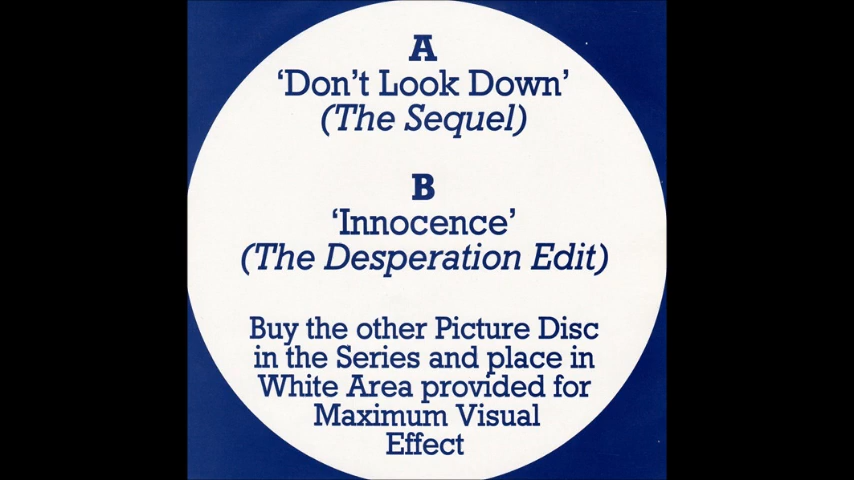 A
‘Don’t Look Down’
(The Sequel)
B
‘Innocence’
(The Desperation Edit)
Buy the other Picture Disc
in the Series and place in
White Area provided for
Maximum Visual
Effect